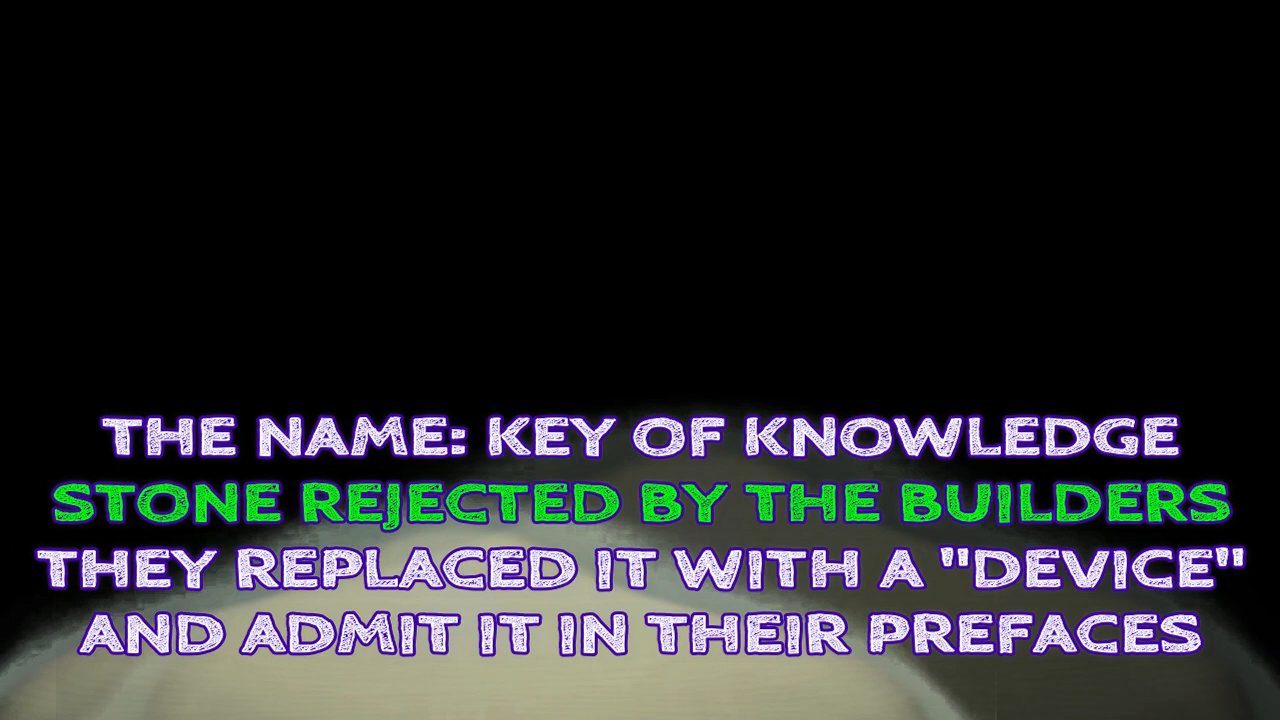 THE NAME: KEY OF KNOWLEDGE
STONE REJECTED BY THE BUILDERS
THEY REPLACED IT WITH A "DEVICE"
AND ADMIT IT IN THEIR PREFACES